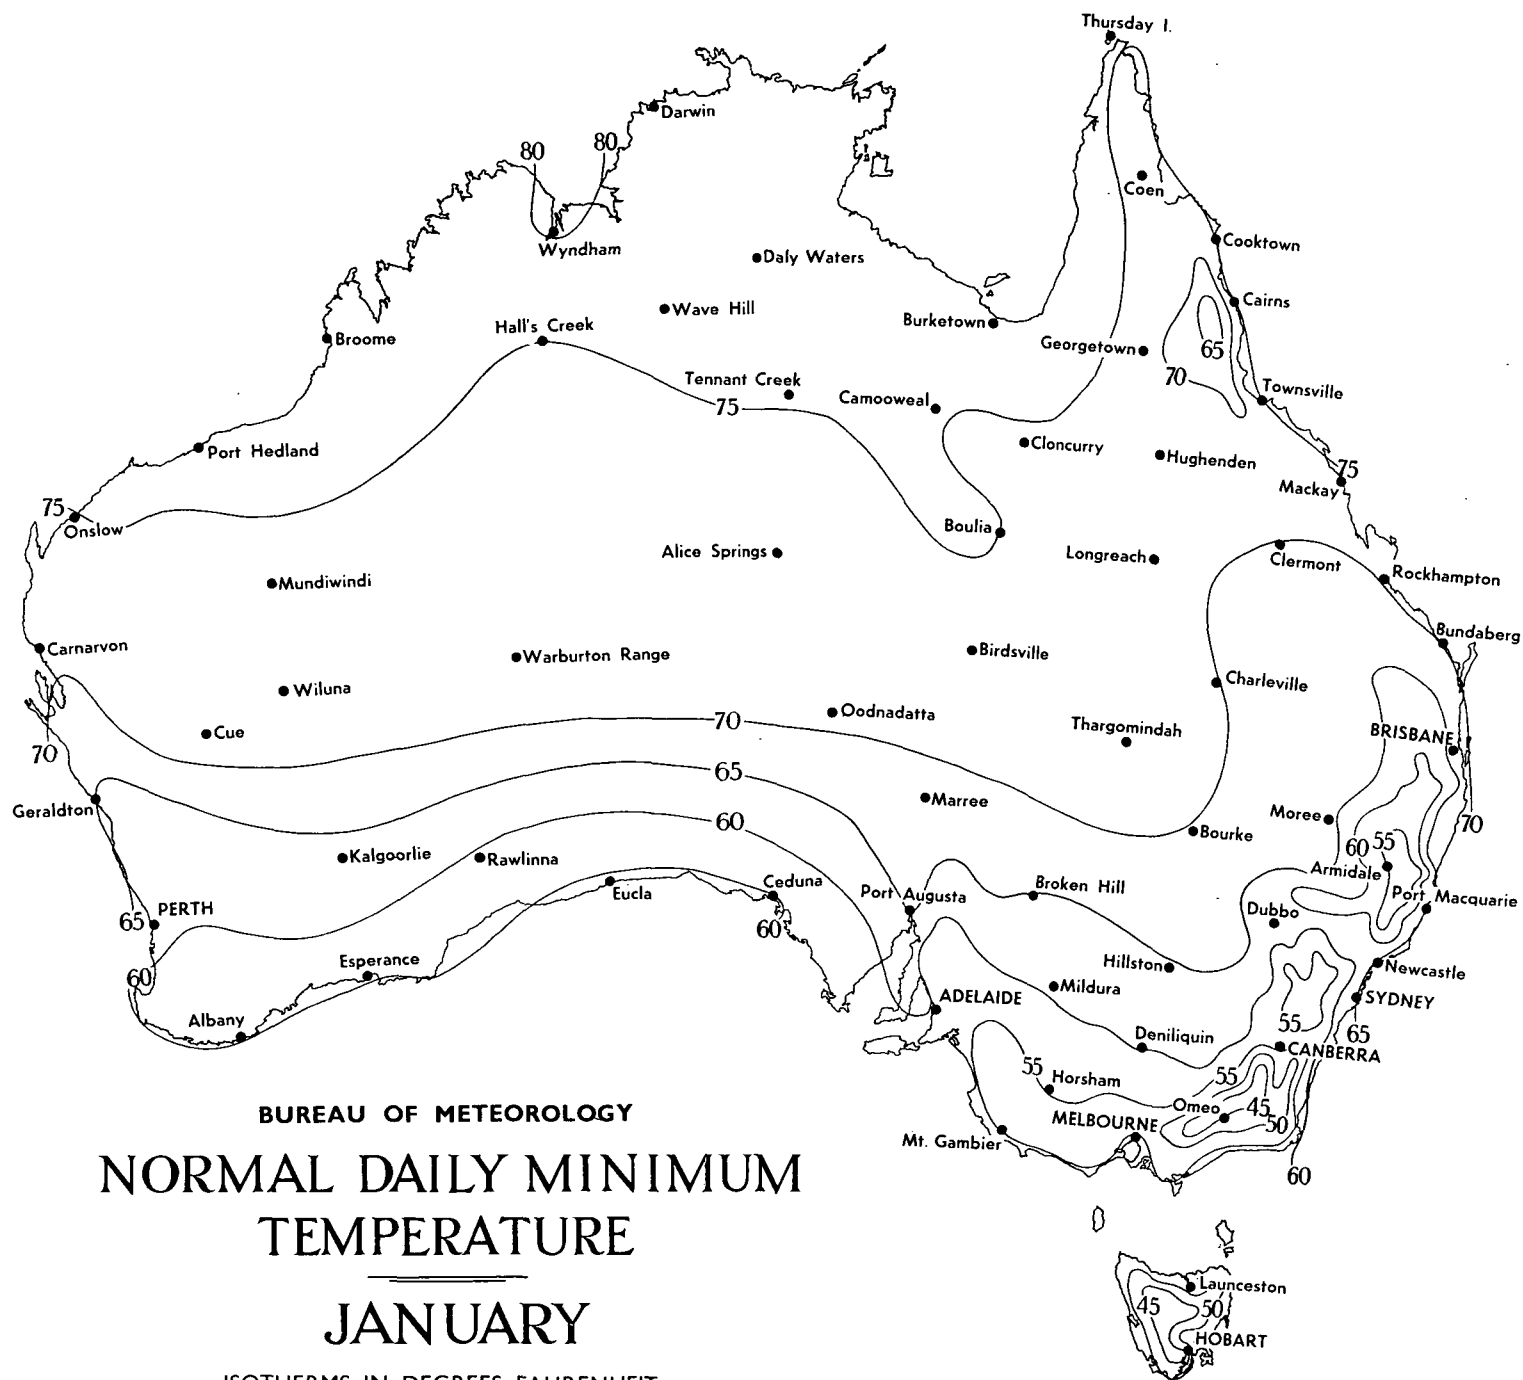 Thursday I.
Darwin
80
80
Coen
Wyndham
Cooktown
Daly Waters
Cairns
Wave Hill
Burketown
Hall's Creek
Broome
Georgetown
65
70
Tennant Creek
Townsville
Camooweal
75
Cloncurry
Port Hedland
Hughenden
75
Mackay
75
Onslow
Boulia
Alice Springs
Longreach
Clermont
Rockhampton
Mundiwindi
Bundaberg
Carnarvon
Warburton Range
Birdsville
Charleville
Wiluna
Oodnadatta
70
Thargomindah
Cue
BRISBANE
70
65
Marree
Geraldton
Moree
60
Bourke
70
Kalgoorlie
Rawlinna
60
55
Armidale
Ceduna
Eucla
Port Augusta
Broken Hill
Port Macquarie
65
PERTH
Dubbo
60
Esperance
Hillston
Newcastle
60
Mildura
ADELAIDE
SYDNEY
Albany
55
65
Deniliquin
CANBERRA
55
Horsham
55
Omeo
45
50
MELBOURNE
Mt. Gambier
60
BUREAU OF METEOROLOGY
NORMAL DAILY MINIMUM
TEMPERATURE
JANUARY
ISOTHERMS IN DEGREES FAHRENHEIT
Launceston
45
50
HOBART